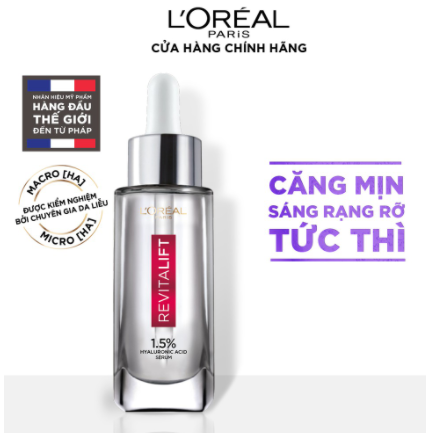 L'ORÉAL
PARIS
CỬA HÀNG CHÍNH HÃNG
NHÃN HIỆU MỸ PHẨM
HÀNG ĐẦU
THẾ GIỚI
ĐẾN TỪ PHÁP
MACRO [HA]
ĐƯỢC KIỂM NGHIỆM
BỞI CHUYÊN GIA DA LIỄU
MICRO [HA]
L'ORÉAL
REVITALIFT
1.5%
HYALURONIC ACID
SERUM
CĂNG MỊN
SÁNG RẠNG RỠ
TỨC THÌ